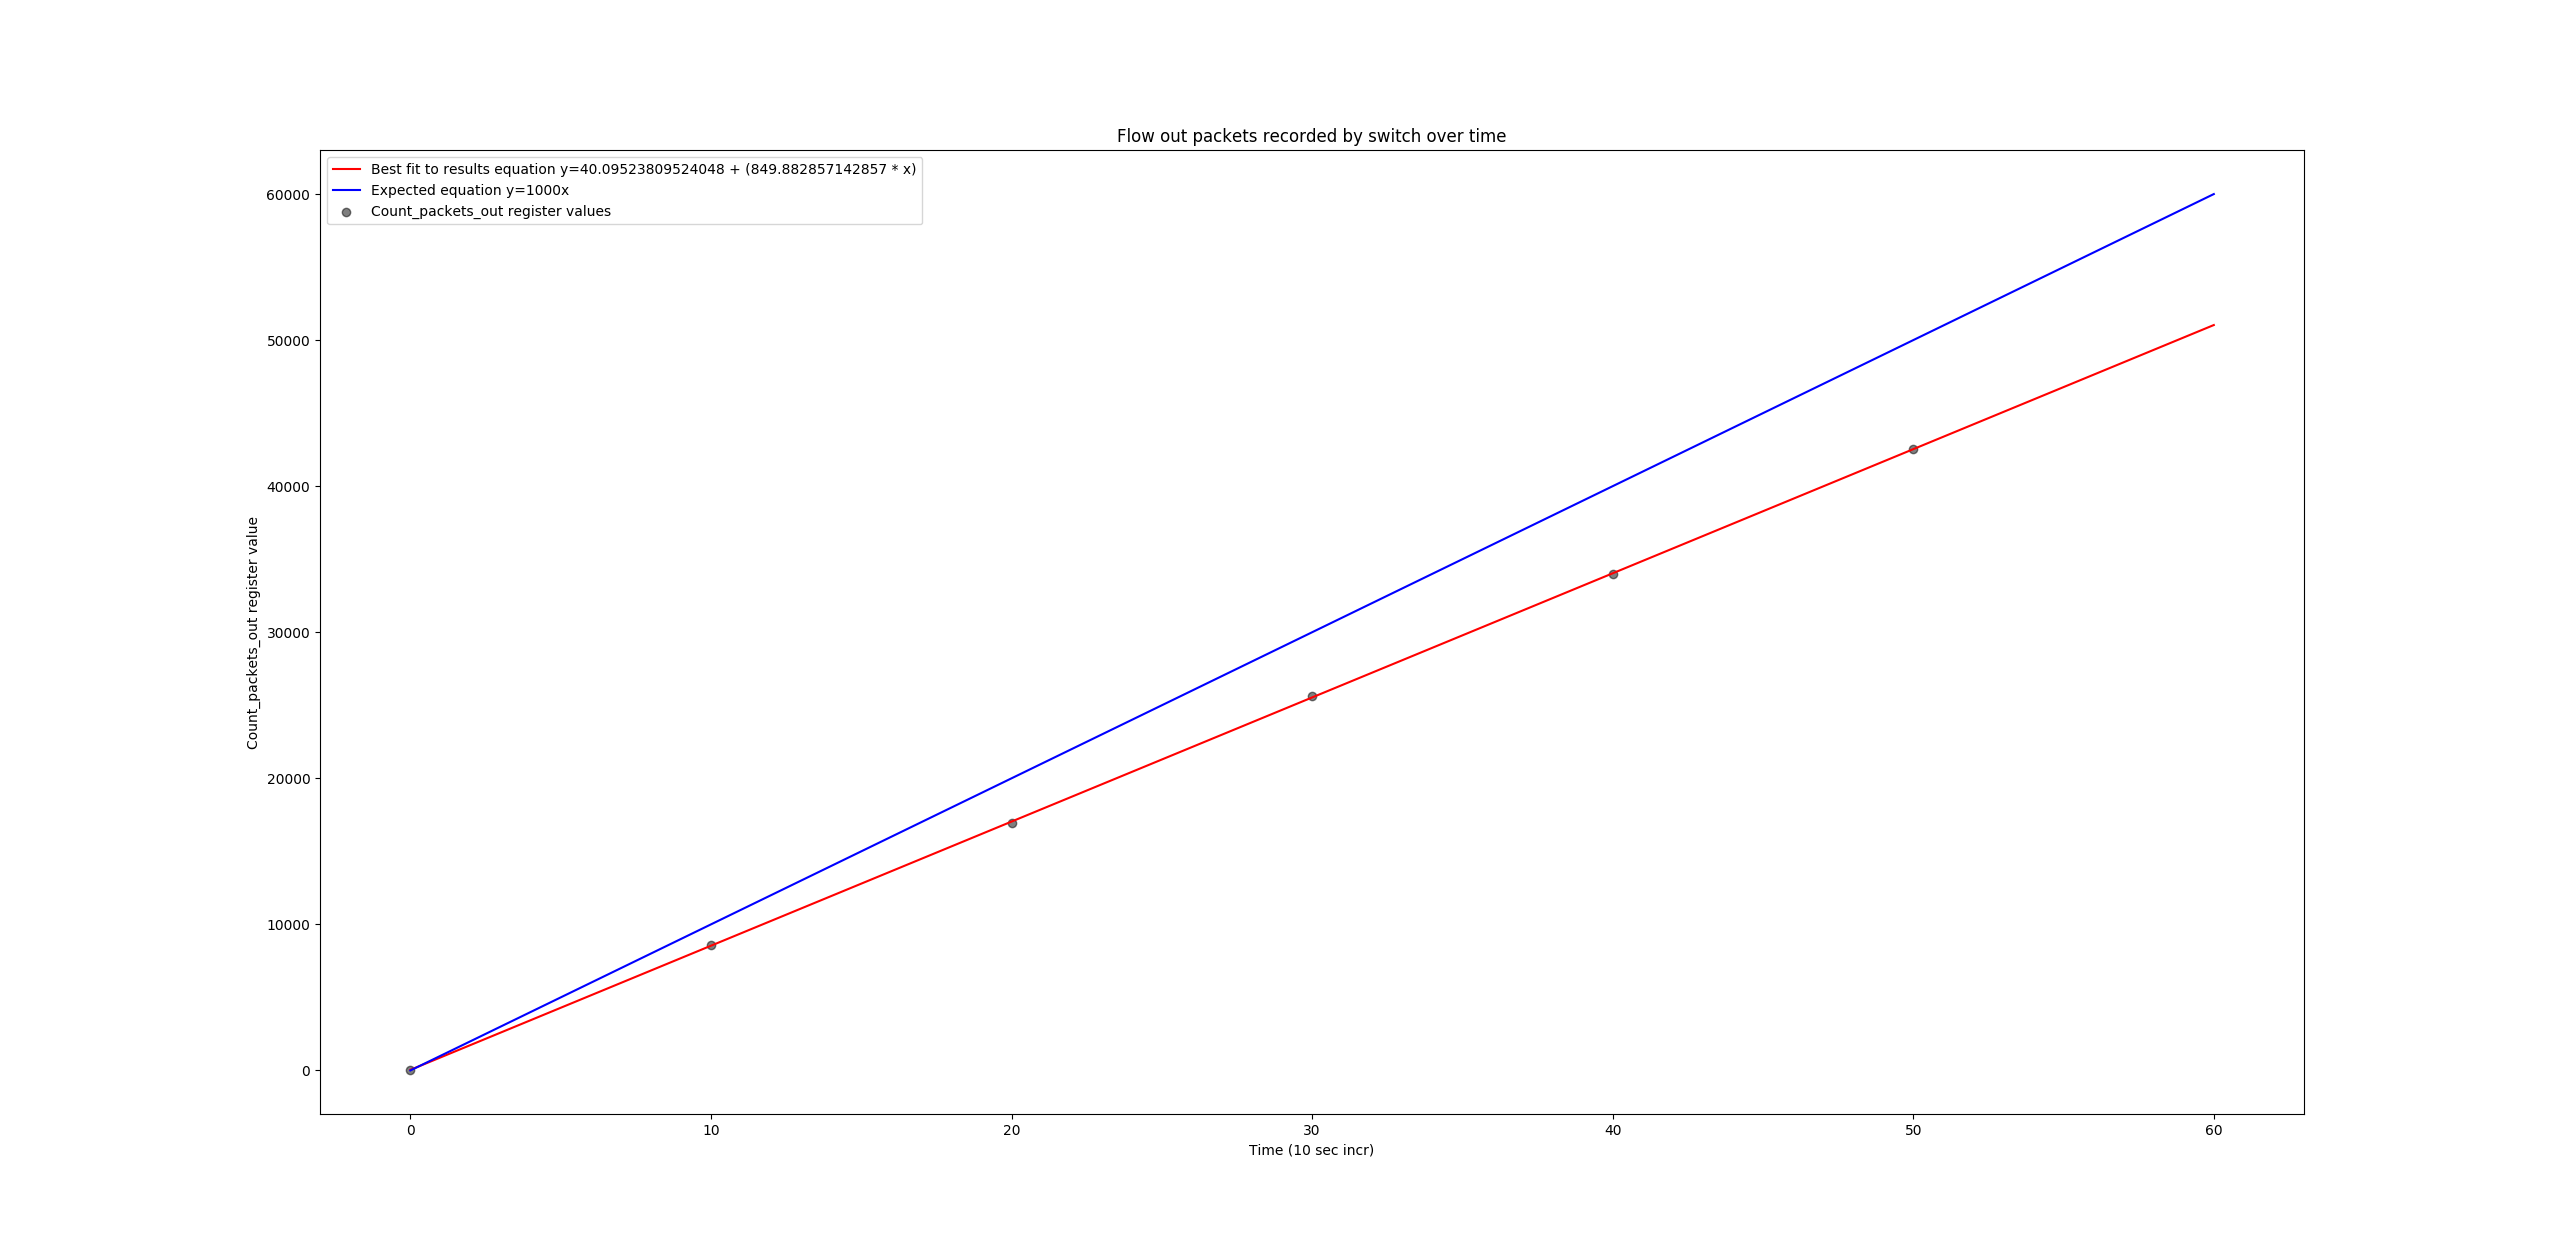 Flow out packets recorded by switch over time
Best fit to results equation y=40.09523809524048 + (849.882857142857 * x)
Expected equation y=1000x
Count_packets_out register values
60000
50000
40000
30000
20000
10000
0
Count_packets_out register value
0 10 20 30 40 50 60
Time (10 sec incr)